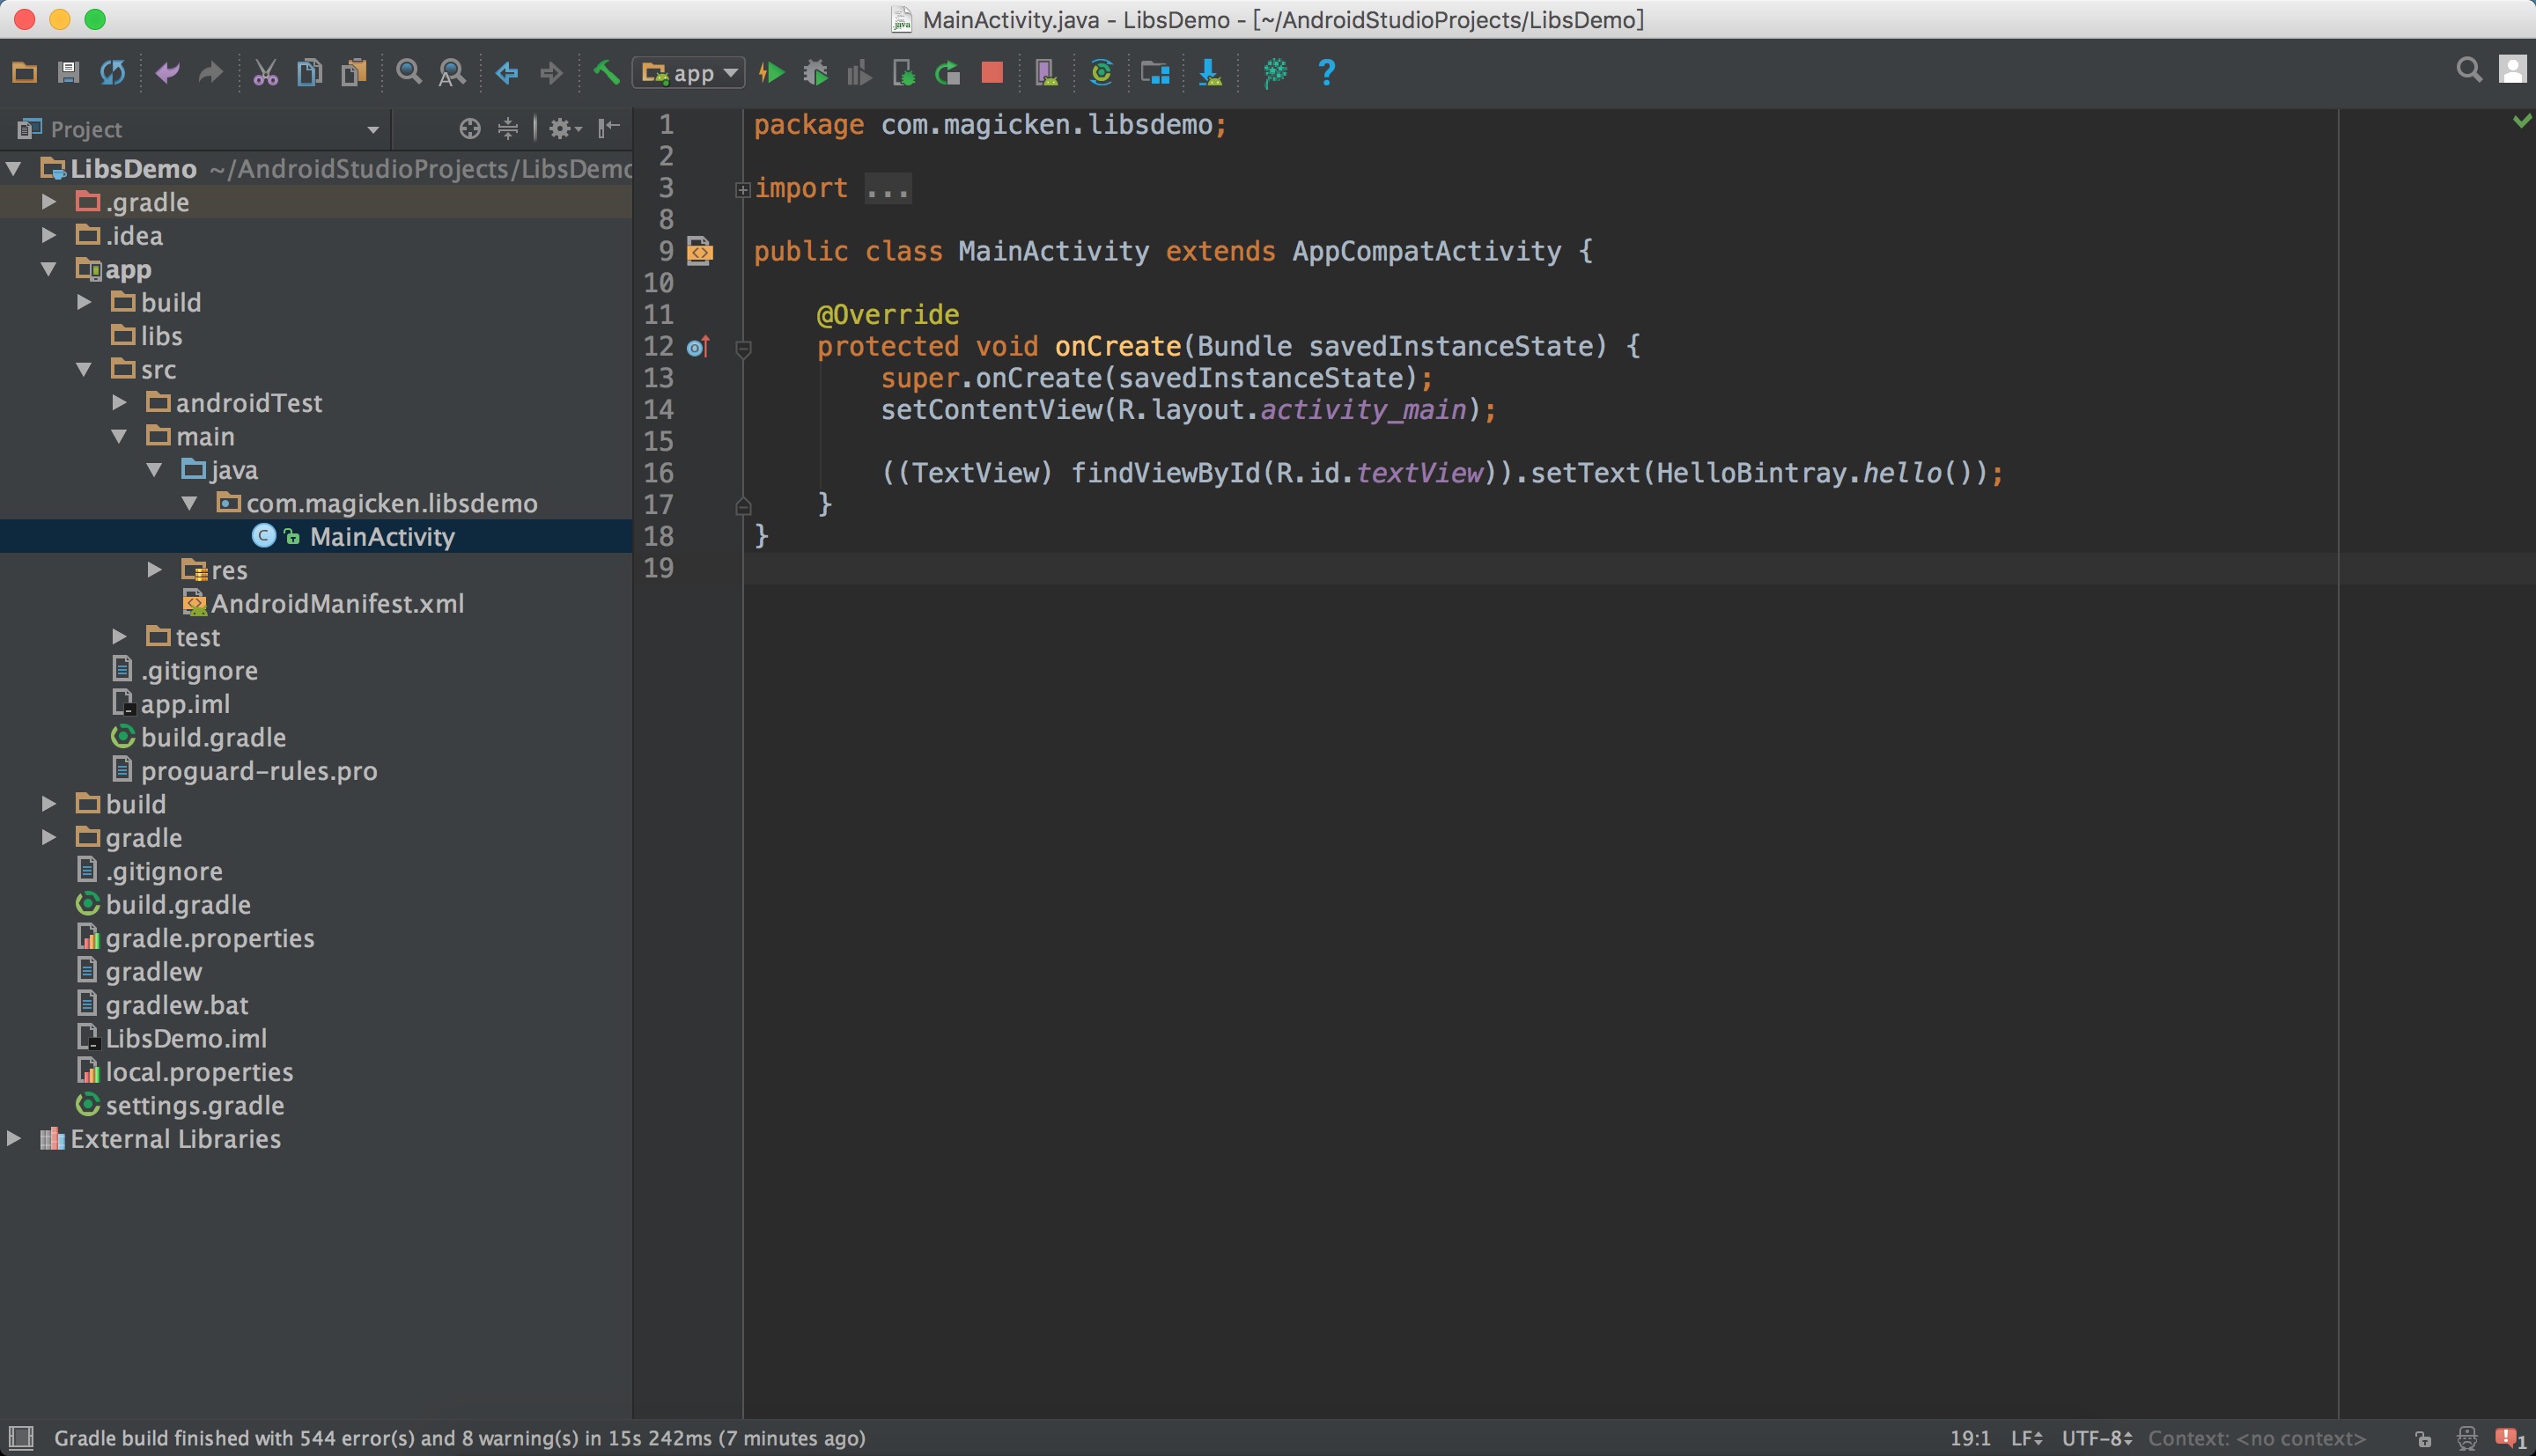 MainActivity.java - LibsDemo - [~/AndroidStudioProjects/LibsDemo]
app
Project
LibsDemo ~/AndroidStudioProjects/LibsDemo
.gradle
.idea
app
build
libs
src
androidTest
main
java
com.magicken.libsdemo
MainActivity
res
AndroidManifest.xml
test
.gitignore
app.iml
build.gradle
proguard-rules.pro
build
gradle
.gitignore
build.gradle
gradle.properties
gradlew
gradlew.bat
LibsDemo.iml
local.properties
settings.gradle
External Libraries
1 package com.magicken.libsdemo;
2
3 import ...
8
9 public class MainActivity extends AppCompatActivity {
10
11 @Override
12 protected void onCreate(Bundle savedInstanceState) {
13 super.onCreate(savedInstanceState);
14 setContentView(R.layout.activity_main);
15
16 ((TextView) findViewById(R.id.textView)).setText(HelloBintray.hello());
17 }
18 }
19
Gradle build finished with 544 error(s) and 8 warning(s) in 15s 242ms (7 minutes ago)
19:1 LF UTF-8 Context: <no context> 1